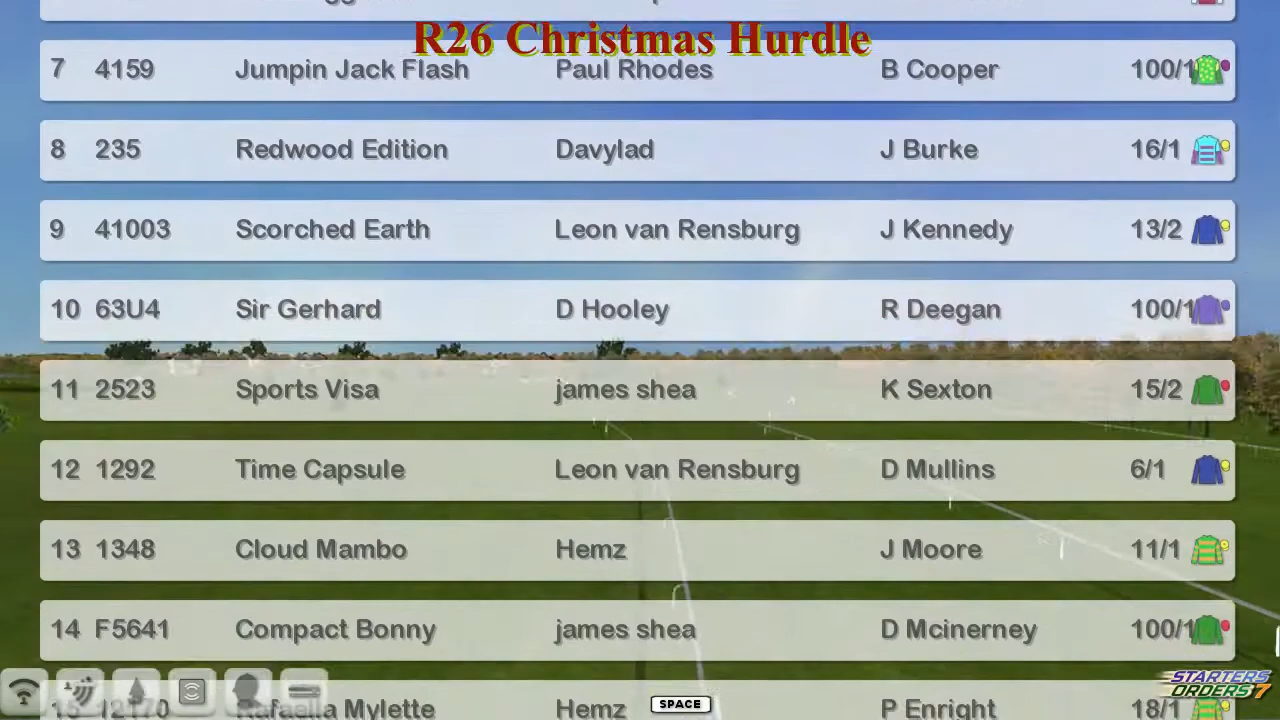 R26 Christmas Hurdle
7 4159 Jumpin Jack Flash Paul Rhodes B Cooper 100/1
8 235 Redwood Edition Davylad J Burke 16/1
9 41003 Scorched Earth Leon van Rensburg J Kennedy 13/2
10 63U4 Sir Gerhard D Hooley R Deegan 100/1
11 2523 Sports Visa james shea K Sexton 15/2
12 1292 Time Capsule Leon van Rensburg D Mullins 6/1
13 1348 Cloud Mambo Hemz J Moore 11/1
14 F5641 Compact Bonny james shea D Mcinerney 100/1
15 12170 Rafaella Mylette Hemz P Enright 18/1
SPACE
STARTERS
ORDERS 7